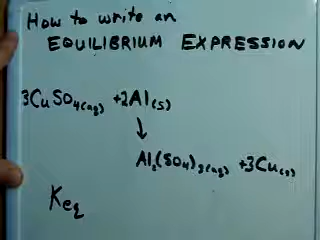 How to write an
EQUILIBRIUM EXPRESSION
3CuSO4(aq) +2Al(s)
↓
Al2(SO4)3(aq) +3Cu(s)
Keq